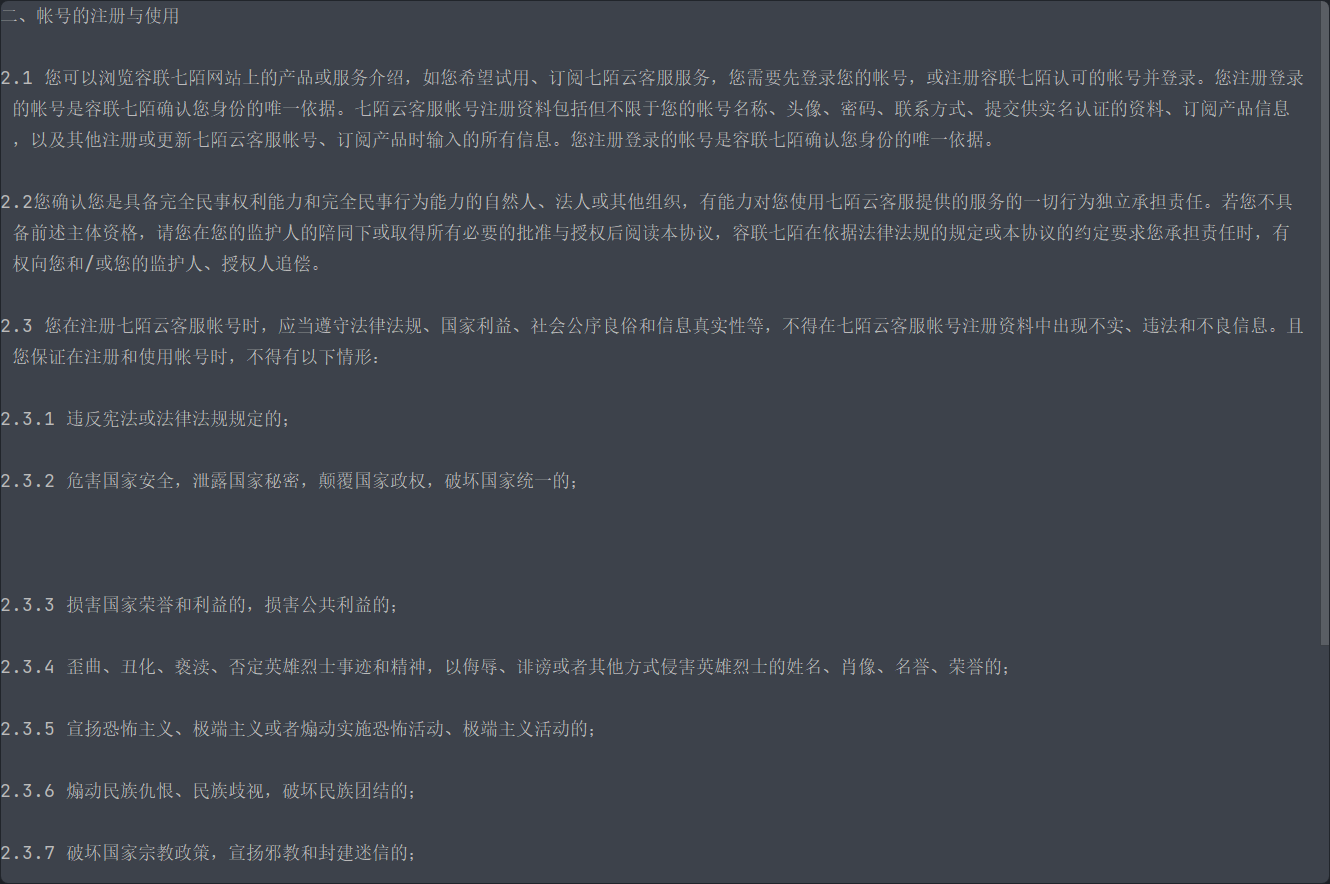 二、帐号的注册与使用
2.1 您可以浏览容联七陌网站上的产品或服务介绍，如您希望试用、订阅七陌云客服服务，您需要先登录您的帐号，或注册容联七陌认可的帐号并登录。您注册登录
的帐号是容联七陌确认您身份的唯一依据。七陌云客服帐号注册资料包括但不限于您的帐号名称、头像、密码、联系方式、提交供实名认证的资料、订阅产品信息
，以及其他注册或更新七陌云客服帐号、订阅产品时输入的所有信息。您注册登录的帐号是容联七陌确认您身份的唯一依据。
2.2您确认您是具备完全民事权利能力和完全民事行为能力的自然人、法人或其他组织，有能力对您使用七陌云客服提供的服务的一切行为独立承担责任。若您不具
备前述主体资格，请您在您的监护人的陪同下或取得所有必要的批准与授权后阅读本协议，容联七陌在依据法律法规的规定或本协议的约定要求您承担责任时，有
权向您和/或您的监护人、授权人追偿。
2.3 您在注册七陌云客服帐号时，应当遵守法律法规、国家利益、社会公序良俗和信息真实性等，不得在七陌云客服帐号注册资料中出现不实、违法和不良信息。且
您保证在注册和使用帐号时，不得有以下情形：
2.3.1 违反宪法或法律法规规定的；
2.3.2 危害国家安全，泄露国家秘密，颠覆国家政权，破坏国家统一的；
2.3.3 损害国家荣誉和利益的，损害公共利益的；
2.3.4 歪曲、丑化、亵渎、否定英雄烈士事迹和精神，以侮辱、诽谤或者其他方式侵害英雄烈士的姓名、肖像、名誉、荣誉的；
2.3.5 宣扬恐怖主义、极端主义或者煽动实施恐怖活动、极端主义活动的；
2.3.6 煽动民族仇恨、民族歧视，破坏民族团结的；
2.3.7 破坏国家宗教政策，宣扬邪教和封建迷信的；